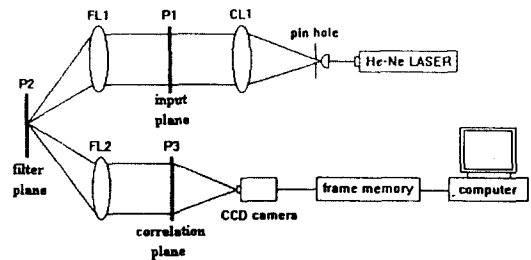 FL1
P1
CL1
pin hole
He-Ne LASER
P2
input
plane
filter
plane
FL2
P3
CCD camera
frame memory
computer
correlation
plane